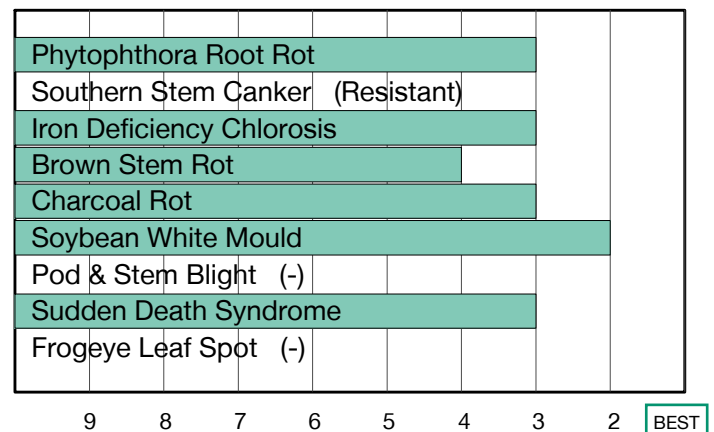 Phytophthora Root Rot
Southern Stem Canker (Resistant)
Iron Deficiency Chlorosis
Brown Stem Rot
Charcoal Rot
Soybean White Mould
Pod & Stem Blight (-)
Sudden Death Syndrome
Frogeye Leaf Spot (-)
9 8 7 6 5 4 3 2 BEST